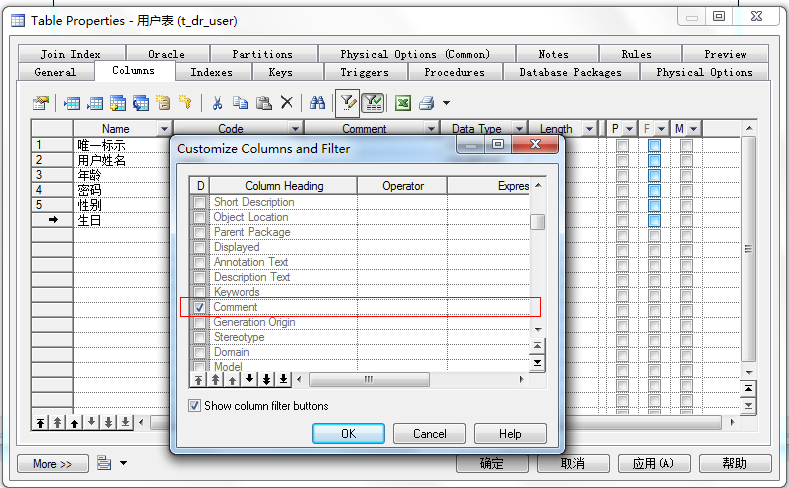 Table Properties - 用户表 (t_dr_user)
Join Index Oracle Partitions Physical Options (Common) Notes Rules Preview
General Columns Indexes Keys Triggers Procedures Database Packages Physical Options
Name Code Comment Data Type Length P F M
1 唯一标示
2 用户姓名
3 年龄
4 密码
5 性别
生日
Customize Columns and Filter
D Column Heading Operator Expres
Short Description
Object Location
Parent Package
Displayed
Annotation Text
Description Text
Keywords
Comment
Generation Origin
Stereotype
Domain
Model
Show column filter buttons
OK Cancel Help
More >> 确定 取消 应用(A) 帮助